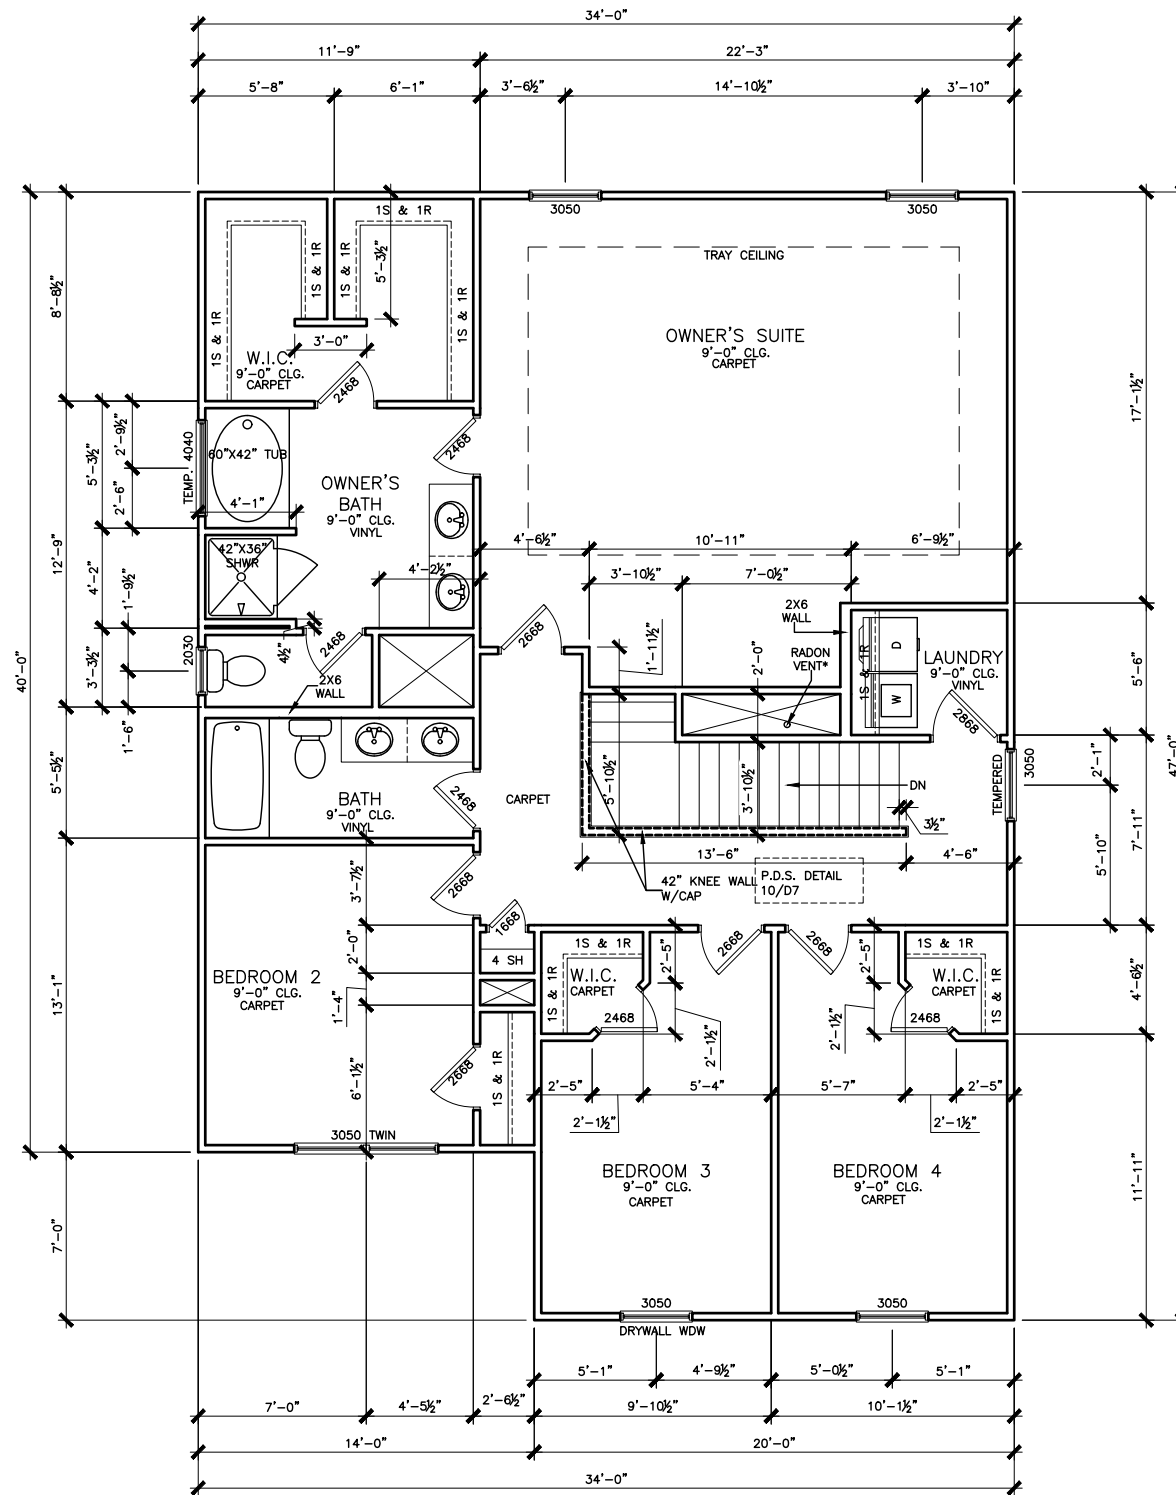 34'-0"
11'-9"
22'-3"
5'-8"
6'-1"
3'-6½"
14'-10½"
3'-10"
3050
3050
1S & 1R
1S & 1R
1S & 1R
5'-3½"
1S & 1R
1S & 1R
TRAY CEILING
8'-8½"
3'-0"
W.I.C.
9'-0" CLG.
CARPET
OWNER'S SUITE
9'-0" CLG.
CARPET
17'-1½"
2468
2468
TEMP. 4040
60"X42" TUB
4'-1"
OWNER'S
BATH
9'-0" CLG.
VINYL
5'-3½"
2'-9½"
2'-6"
12'-9"
4'-2"
1'-9½"
42"X36"
SHWR
4'-2½"
4'-6½"
10'-11"
6'-9½"
3'-10½"
7'-0½"
2X6
WALL
RADON
VENT*
40'-0"
3'-3½"
1'-6"
2030
4½"
2468
2X6
WALL
2668
1'-11½"
2'-0"
1S & 1R
D
W
LAUNDRY
9'-0" CLG.
VINYL
2868
5'-6"
47'-0"
5'-5½"
BATH
9'-0" CLG.
VINYL
2468
CARPET
5'-10½"
3'-10½"
DN
3½"
TEMPERED
3050
2'-1"
7'-11"
5'-10"
13'-6"
4'-6"
42" KNEE WALL
W/CAP
P.D.S. DETAIL
10/D7
3'-7½"
2668
1668
2'-0"
4 SH
1'-4"
BEDROOM 2
9'-0" CLG.
CARPET
13'-1"
6'-1½"
2668
1S & 1R
1S & 1R
1S & 1R
W.I.C.
CARPET
2468
2'-5"
2668
2668
2'-5"
1S & 1R
W.I.C.
CARPET
1S & 1R
2468
4'-6½"
2'-1½"
2'-1½"
2'-5"
5'-4"
5'-7"
2'-5"
2'-1½"
2'-1½"
3050 TWIN
BEDROOM 3
9'-0" CLG.
CARPET
BEDROOM 4
9'-0" CLG.
CARPET
11'-11"
7'-0"
3050
3050
DRYWALL WDW
5'-1"
4'-9½"
5'-0½"
5'-1"
7'-0"
4'-5½"
2'-6½"
9'-10½"
10'-1½"
14'-0"
20'-0"
34'-0"